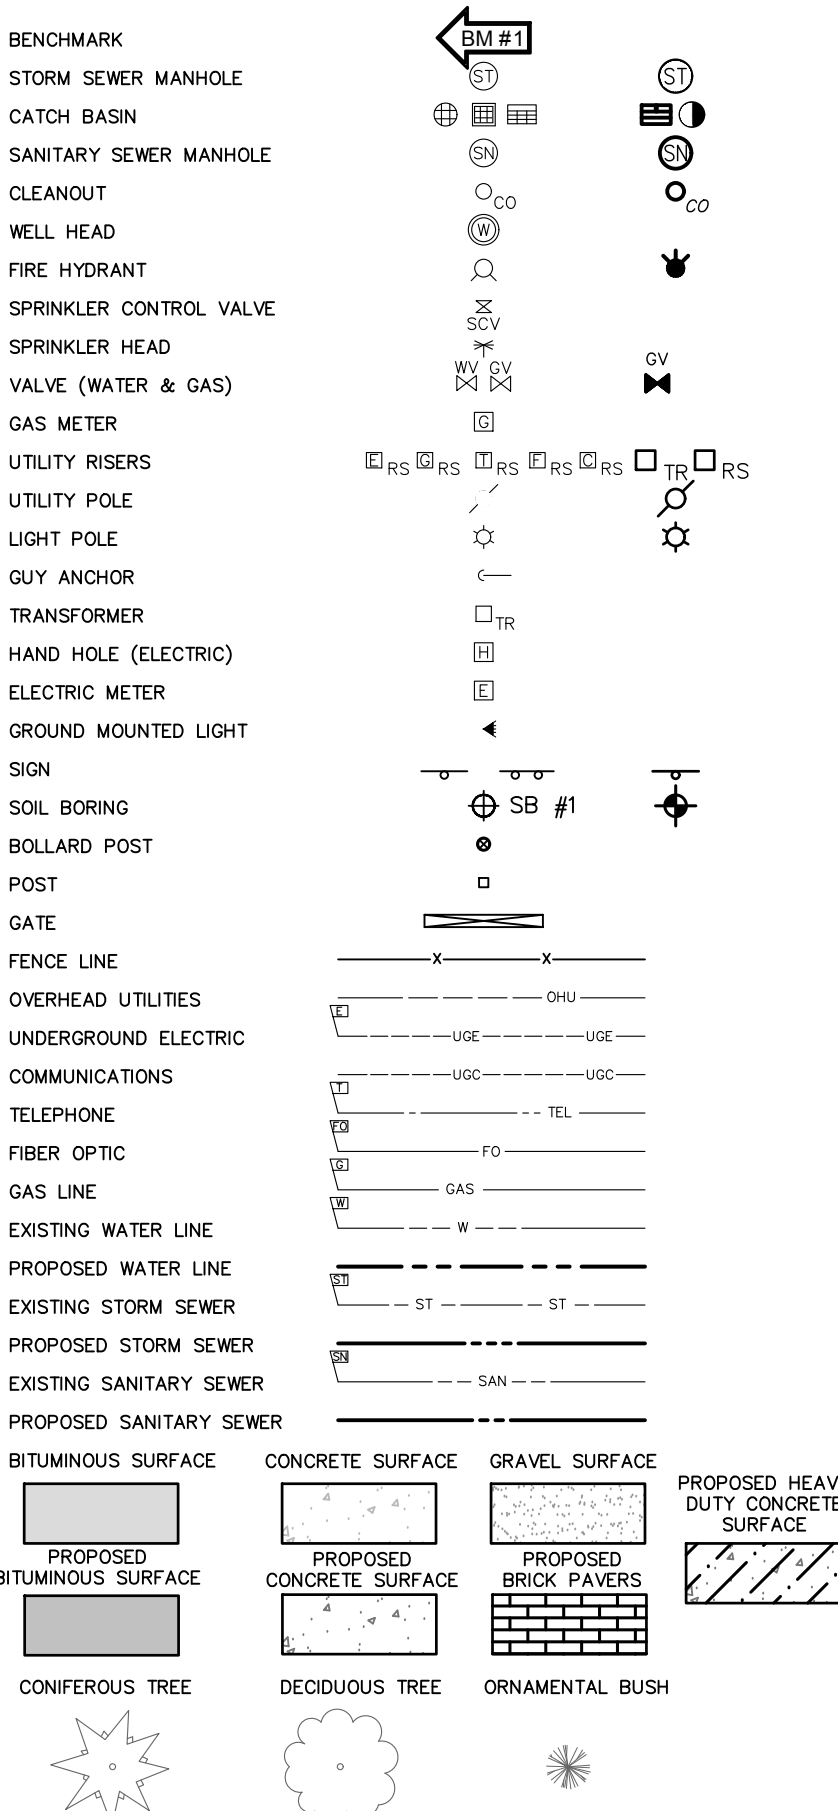 BENCHMARK BM #1
STORM SEWER MANHOLE ST ST
CATCH BASIN
SANITARY SEWER MANHOLE SN SN
CLEANOUT CO CO
WELL HEAD W
FIRE HYDRANT
SPRINKLER CONTROL VALVE SCV
SPRINKLER HEAD
VALVE (WATER & GAS) WV GV GV
GAS METER G
UTILITY RISERS E RS G RS T RS F RS C RS TR RS
UTILITY POLE
LIGHT POLE
GUY ANCHOR
TRANSFORMER TR
HAND HOLE (ELECTRIC) H
ELECTRIC METER E
GROUND MOUNTED LIGHT
SIGN
SOIL BORING SB #1
BOLLARD POST
POST
GATE
FENCE LINE X X
OVERHEAD UTILITIES OHU
UNDERGROUND ELECTRIC E UGE UGE
COMMUNICATIONS UGC UGC
TELEPHONE T TEL
FIBER OPTIC FO FO
GAS LINE G GAS
EXISTING WATER LINE W W
PROPOSED WATER LINE
EXISTING STORM SEWER ST ST ST
PROPOSED STORM SEWER
EXISTING SANITARY SEWER SN SAN
PROPOSED SANITARY SEWER
BITUMINOUS SURFACE CONCRETE SURFACE GRAVEL SURFACE
PROPOSED HEAV
DUTY CONCRETE
SURFACE
PROPOSED
BITUMINOUS SURFACE
PROPOSED
CONCRETE SURFACE
PROPOSED
BRICK PAVERS
CONIFEROUS TREE DECIDUOUS TREE ORNAMENTAL BUSH